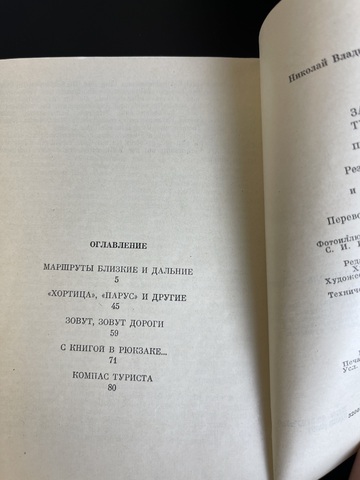 ОГЛАВЛЕНИЕ
МАРШРУТЫ БЛИЗКИЕ И ДАЛЬНИЕ
5
«ХОРТИЦА», «ПАРУС» И ДРУГИЕ
45
ЗОВУТ, ЗОВУТ ДОРОГИ
59
С КНИГОЙ В РЮКЗАКЕ...
71
КОМПАС ТУРИСТА
80
Николай
и
С. И.